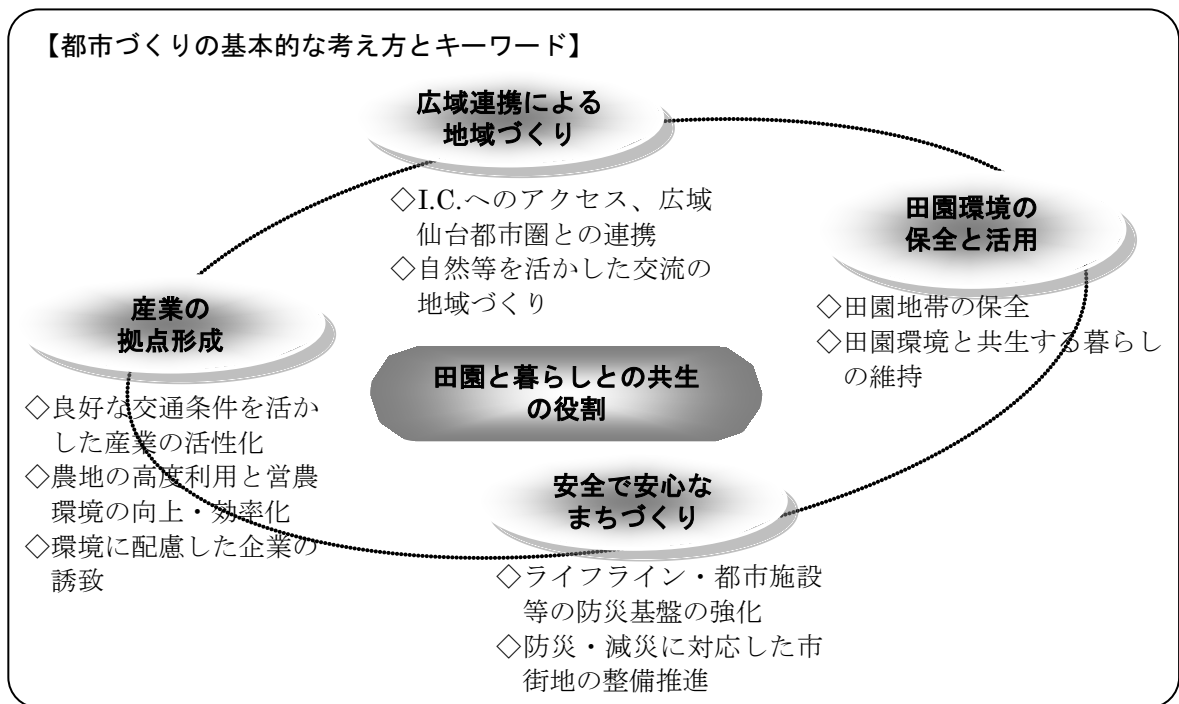 【都市づくりの基本的な考え方とキーワード】
広域連携による
地域づくり
◇I.C.へのアクセス、広域
仙台都市圏との連携
◇自然等を活かした交流の
地域づくり
田園環境の
保全と活用
◇田園地帯の保全
◇田園環境と共生する暮らし
の維持
産業の
拠点形成
◇良好な交通条件を活か
した産業の活性化
◇農地の高度利用と営農
環境の向上・効率化
◇環境に配慮した企業の
誘致
田園と暮らしとの共生
の役割
安全で安心な
まちづくり
◇ライフライン・都市施設
等の防災基盤の強化
◇防災・減災に対応した市
街地の整備推進